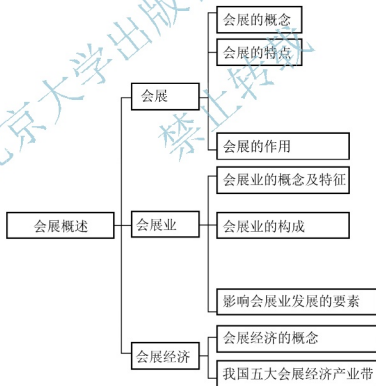 会展的概念
会展的特点
会展
会展的作用
会展业的概念及特征
会展概述
会展业
会展业的构成
影响会展业发展的要素
会展经济的概念
会展经济
我国五大会展经济产业带
北京大学出版
禁止转载